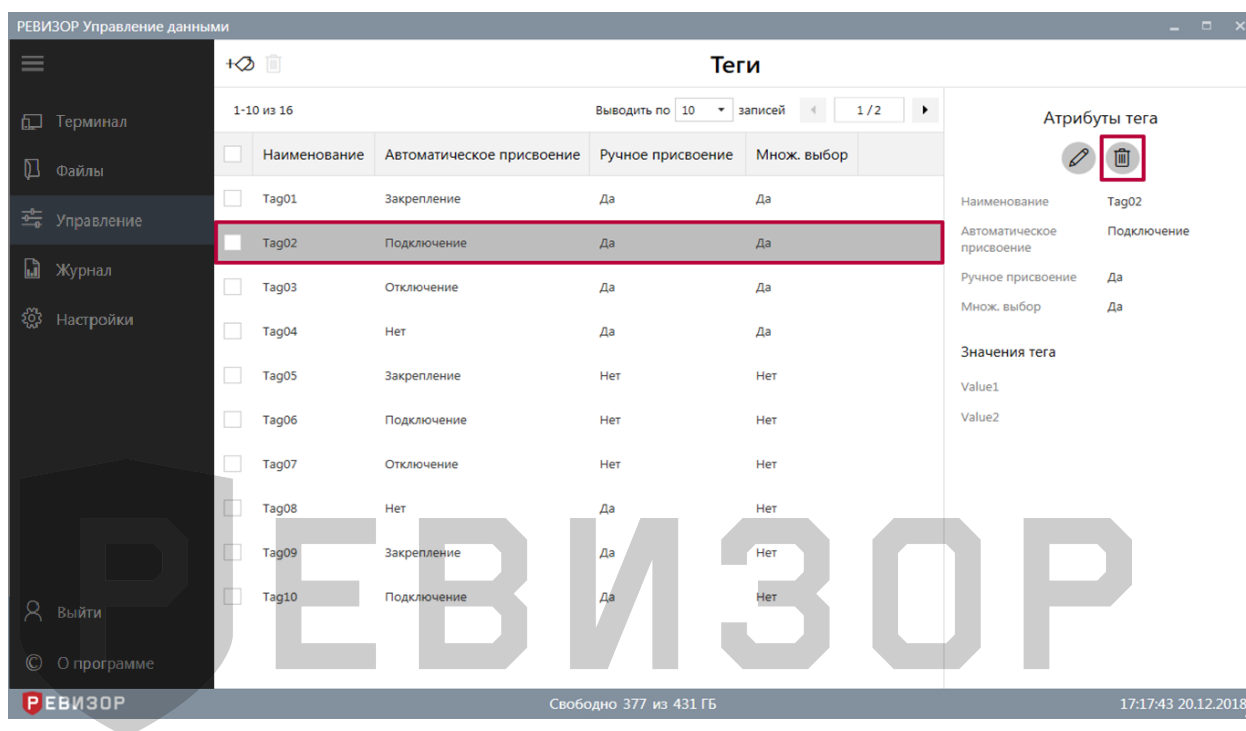 РЕВИЗОР Управление данными
Теги
1-10 из 16 Выводить по 10 записей 1 / 2
Наименование Автоматическое присвоение Ручное присвоение Множ. выбор
Tag01 Закрепление Да Да
Tag02 Подключение Да Да
Tag03 Отключение Да Да
Tag04 Нет Да Да
Tag05 Закрепление Нет Нет
Tag06 Подключение Нет Нет
Tag07 Отключение Нет Нет
Tag08 Нет Да Нет
Tag09 Закрепление Да Нет
Tag10 Подключение Да Нет
Терминал
Файлы
Управление
Журнал
Настройки
Выйти
О программе
Атрибуты тега
Наименование Tag02
Автоматическое Подключение
присвоение
Ручное присвоение Да
Множ. выбор Да
Значения тега
Value1
Value2
РЕВИЗОР
РЕВИЗОР Свободно 377 из 431 ГБ 17:17:43 20.12.2018